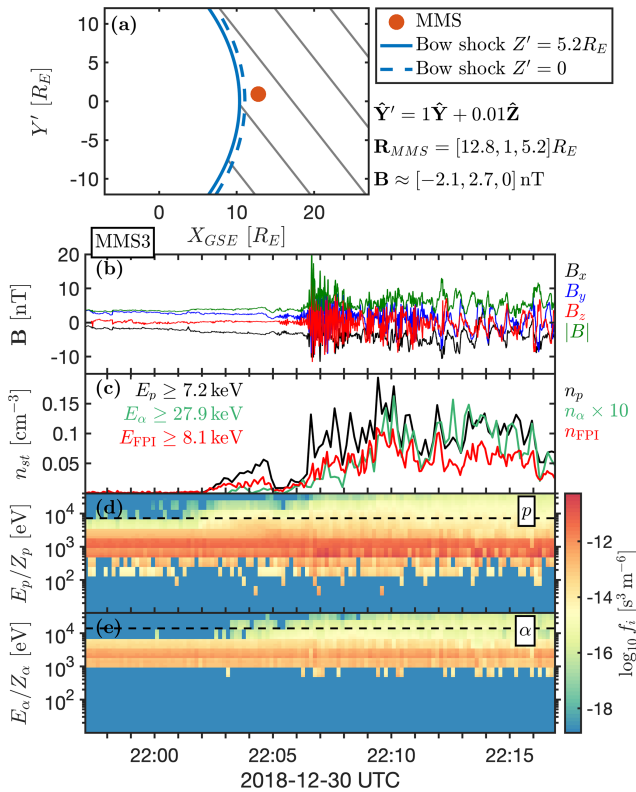 (a)
10
5
0
-5
-10
Y′ [R_E]
0
10
20
X_GSE [R_E]
MMS
Bow shock Z′ = 5.2R_E
Bow shock Z′ = 0
Ŷ′ = 1Ŷ + 0.01Ẑ
R_MMS = [12.8, 1, 5.2]R_E
B ≈ [−2.1, 2.7, 0] nT
MMS3
(b)
20
10
0
-10
B [nT]
B_x
B_y
B_z
|B|
(c)
E_p ≥ 7.2 keV
E_α ≥ 27.9 keV
E_FPI ≥ 8.1 keV
0.15
0.1
0.05
n_st [cm⁻³]
n_p
n_α × 10
n_FPI
(d)
10⁴
10³
10²
E_p/Z_p [eV]
p
(e)
10⁴
10³
10²
E_α/Z_α [eV]
α
-12
-14
-16
-18
log₁₀ f_i [s³ m⁻⁶]
22:00
22:05
22:10
22:15
2018-12-30 UTC